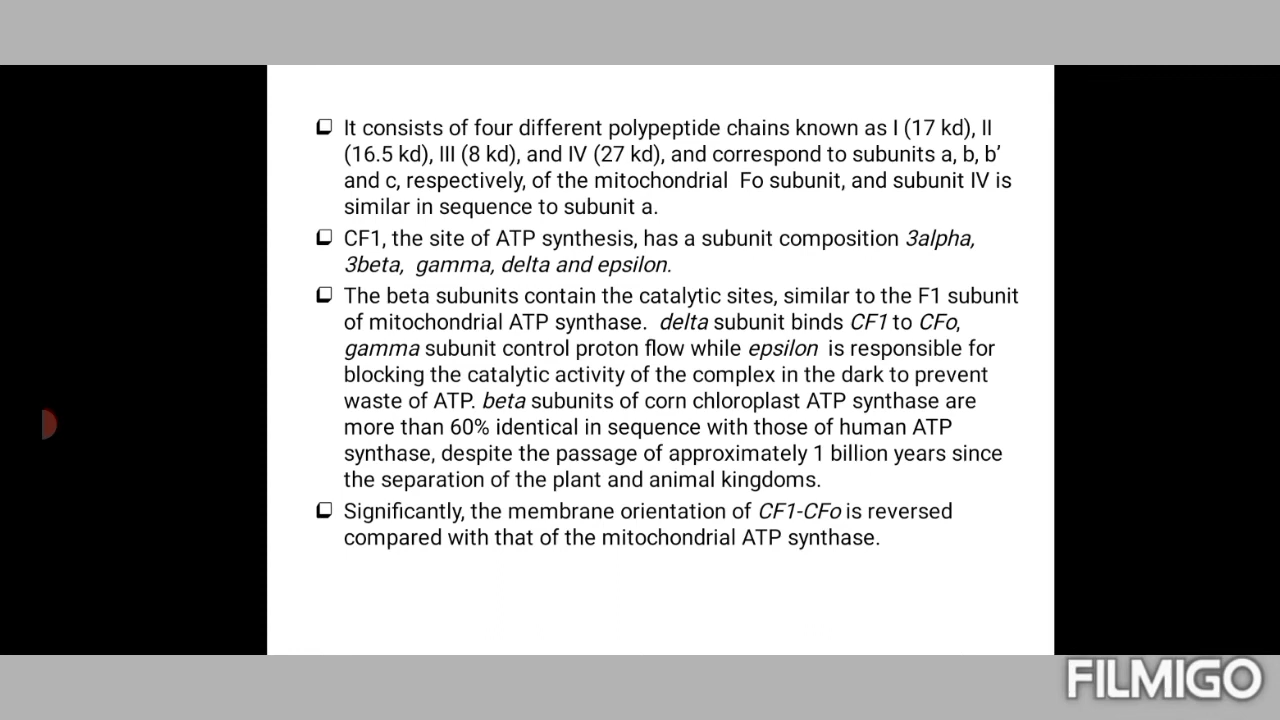 It consists of four different polypeptide chains known as I (17 kd), II
(16.5 kd), III (8 kd), and IV (27 kd), and correspond to subunits a, b, b’
and c, respectively, of the mitochondrial Fo subunit, and subunit IV is
similar in sequence to subunit a.
CF1, the site of ATP synthesis, has a subunit composition 3alpha,
3beta, gamma, delta and epsilon.
The beta subunits contain the catalytic sites, similar to the F1 subunit
of mitochondrial ATP synthase. delta subunit binds CF1 to CFo,
gamma subunit control proton flow while epsilon is responsible for
blocking the catalytic activity of the complex in the dark to prevent
waste of ATP. beta subunits of corn chloroplast ATP synthase are
more than 60% identical in sequence with those of human ATP
synthase, despite the passage of approximately 1 billion years since
the separation of the plant and animal kingdoms.
Significantly, the membrane orientation of CF1-CFo is reversed
compared with that of the mitochondrial ATP synthase.
FILMIGO